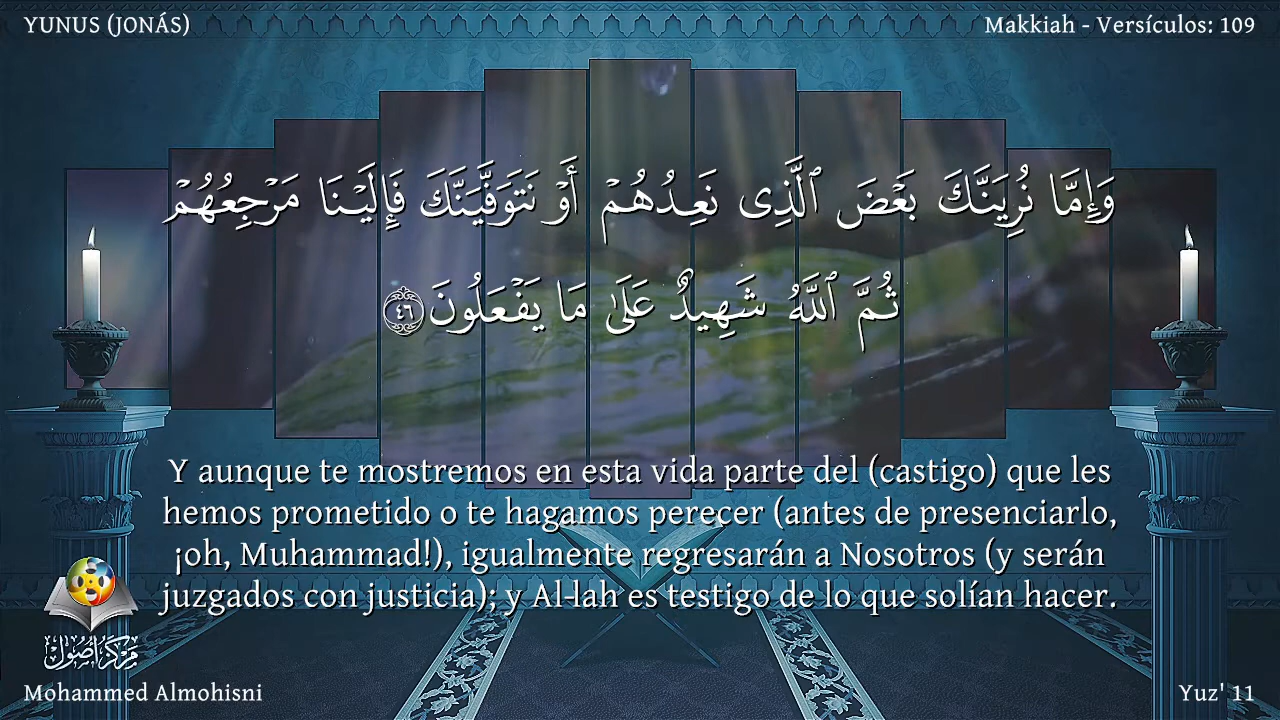 YUNUS (JONÁS)
Makkiah - Versículos: 109
وَإِمَّا نُرِيَنَّكَ بَعْضَ ٱلَّذِى نَعِدُهُمْ أَوْ نَتَوَفَّيَنَّكَ فَإِلَيْنَا مَرْجِعُهُمْ
ثُمَّ ٱللَّهُ شَهِيدٌ عَلَىٰ مَا يَفْعَلُونَ ٤٦
Y aunque te mostremos en esta vida parte del (castigo) que les
hemos prometido o te hagamos perecer (antes de presenciarlo,
¡oh, Muhammad!), igualmente regresarán a Nosotros (y serán
juzgados con justicia); y Al-lah es testigo de lo que solían hacer.
مركز أصول
Mohammed Almohisni
Yuz' 11